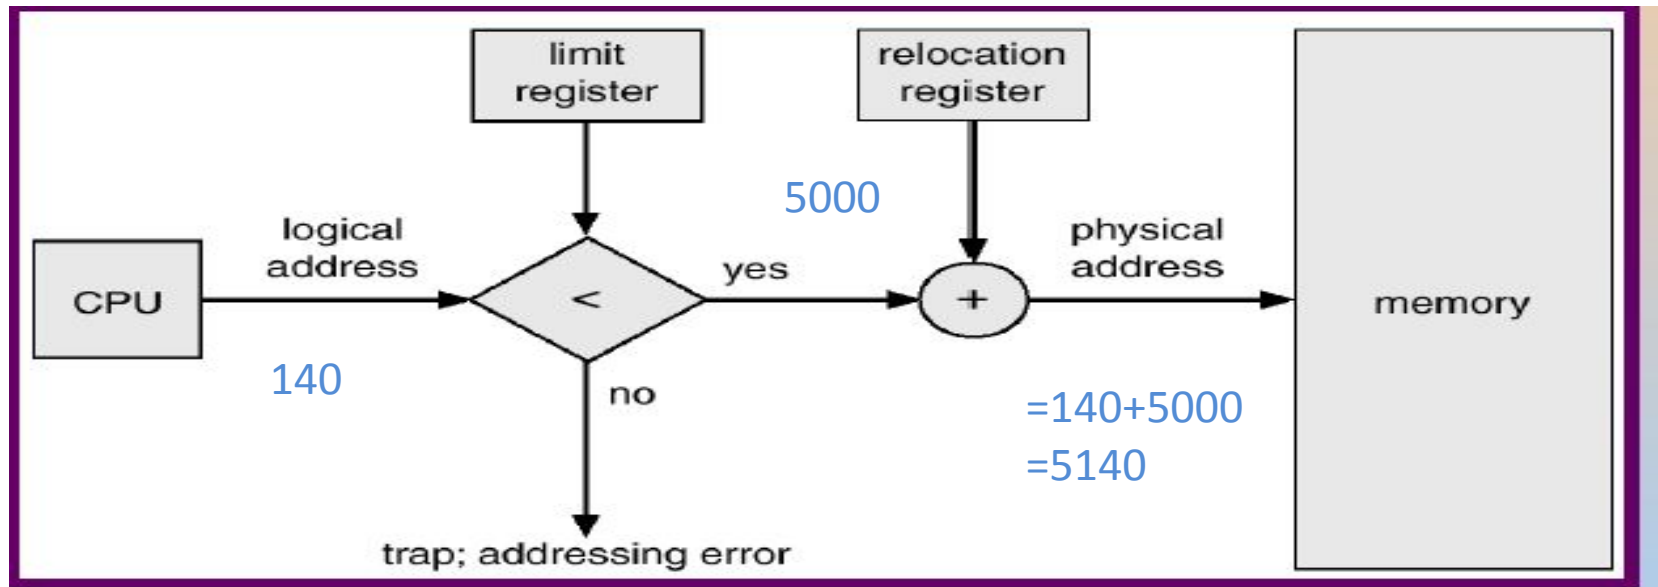 limit
register
relocation
register
5000
logical
address
physical
address
yes
CPU
<
+
memory
140
no
=140+5000
=5140
trap; addressing error